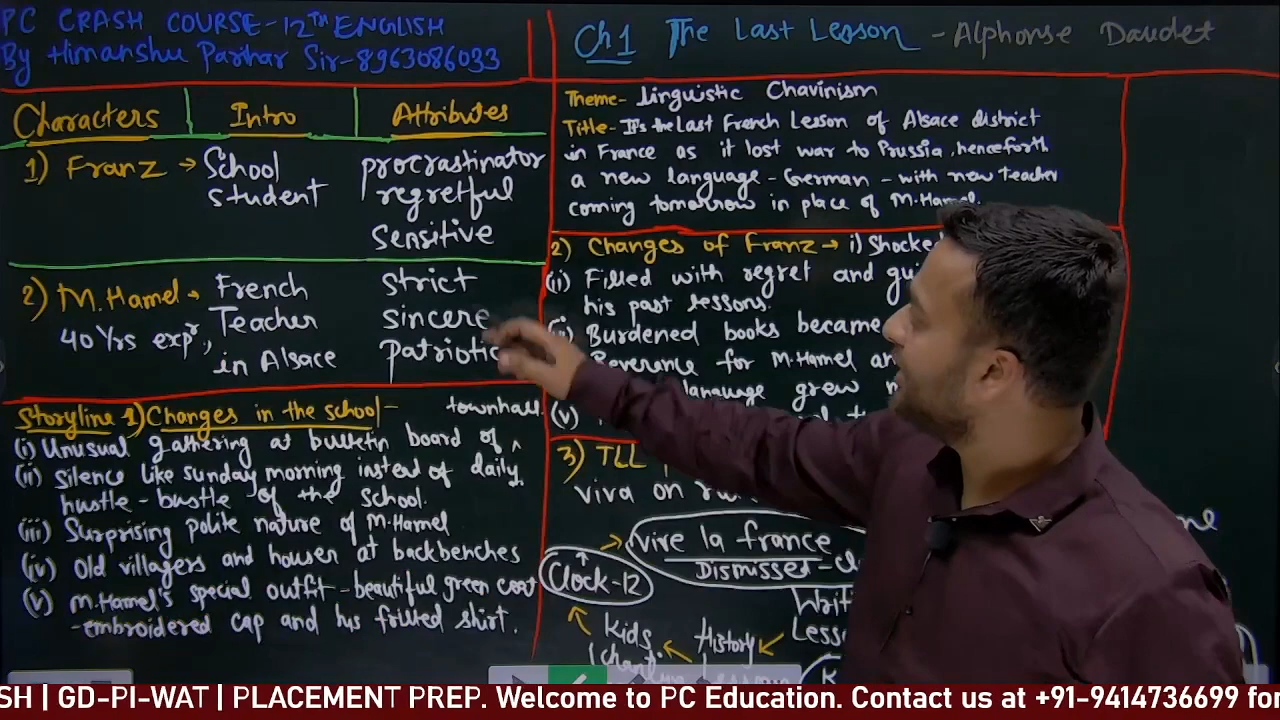 PC CRASH COURSE-12TH ENGLISH
By Himanshu Parihar Sir-8963086033
Ch1 The Last Lesson - Alphonse Daudet
Characters Intro Attributes
1) Franz → School procrastinator
student regretful
Sensitive
2) M.Hamel → French strict
40 Yrs expr, Teacher sincere
in Alsace patriotic
Storyline 1) Changes in the school- townhall
(i) Unusual gathering at bulletin board of ^
(ii) Silence like sunday morning instead of daily
hustle-bustle of the school.
(iii) Surprising polite nature of M.Hamel
(iv) Old villagers and houser at backbenches
(v) M.Hamel's special outfit-beautiful green coat
-embroidered cap and his frilled shirt.
Theme- Linguistic Chavinism
Title- It's the Last French Lesson of Alsace district
in France as it lost war to Prussia, henceforth
a new language - German - with new teacher
coming tomorrow in place of M.Hamel.
2) Changes of Franz → i) Shocked
(ii) Filled with regret and
his past lessons.
Burdened books became
Reverence for M.Hamel
language grew
(v)
3) TLL
viva on
vive la france
Dismissed-
Clock-12
Kids
chant
History
Lesson
SH | GD-PI-WAT | PLACEMENT PREP. Welcome to PC Education. Contact us at +91-9414736699 for